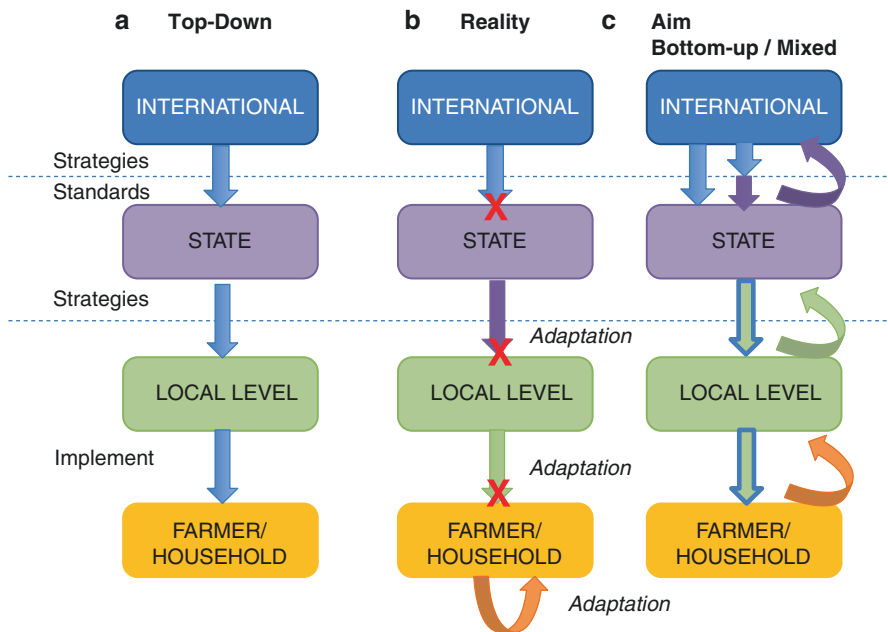 a Top-Down
b Reality
c Aim
Bottom-up / Mixed
INTERNATIONAL
INTERNATIONAL
INTERNATIONAL
Strategies
Standards
STATE
X
STATE
STATE
Strategies
Adaptation
X
LOCAL LEVEL
LOCAL LEVEL
LOCAL LEVEL
Implement
Adaptation
X
FARMER/
HOUSEHOLD
FARMER/
HOUSEHOLD
FARMER/
HOUSEHOLD
Adaptation